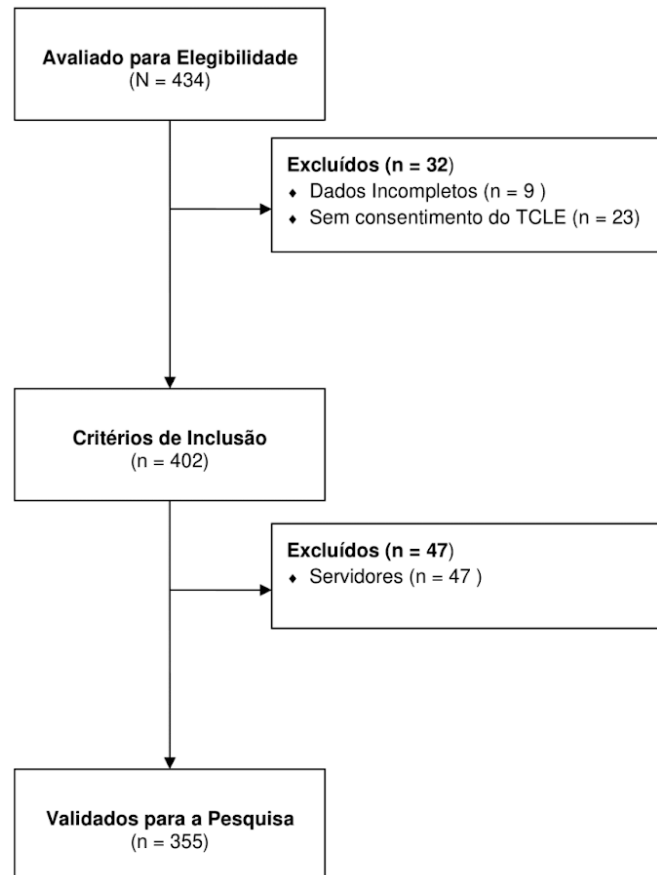 Avaliado para Elegibilidade
(N = 434)
Excluídos (n = 32)
♦ Dados Incompletos (n = 9 )
♦ Sem consentimento do TCLE (n = 23)
Critérios de Inclusão
(n = 402)
Excluídos (n = 47)
♦ Servidores (n = 47 )
Validados para a Pesquisa
(n = 355)